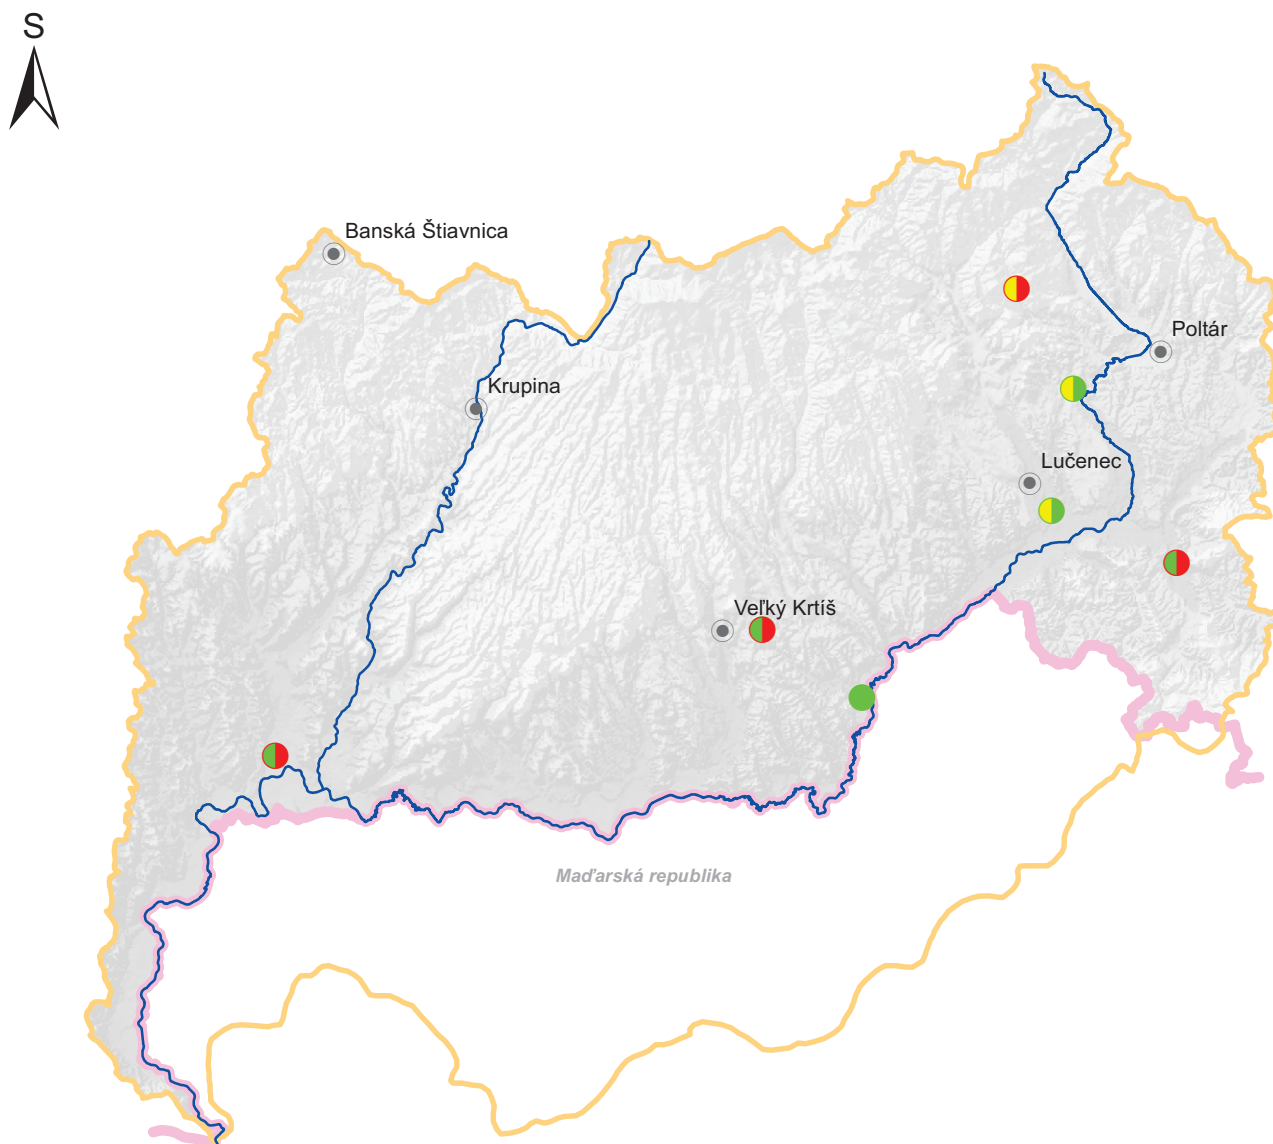 S
Banská Štiavnica
Poltár
Krupina
Lučenec
Veľký Krtíš
Maďarská republika